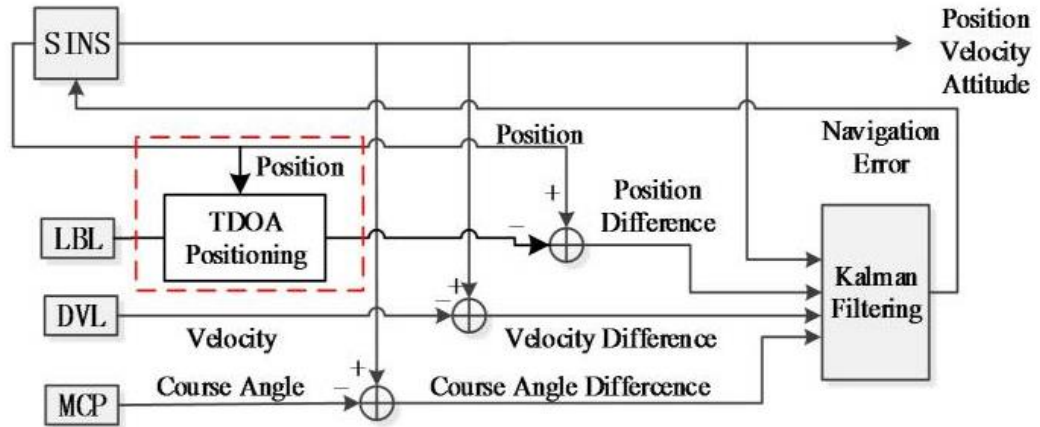 SINS
Position
Velocity
Attitude
Navigation
Error
Position
Position
Position
Difference
+
−
LBL
TDOA
Positioning
Kalman
Filtering
DVL
Velocity
+
−
Velocity Difference
MCP
Course Angle
+
−
Course Angle Differcence